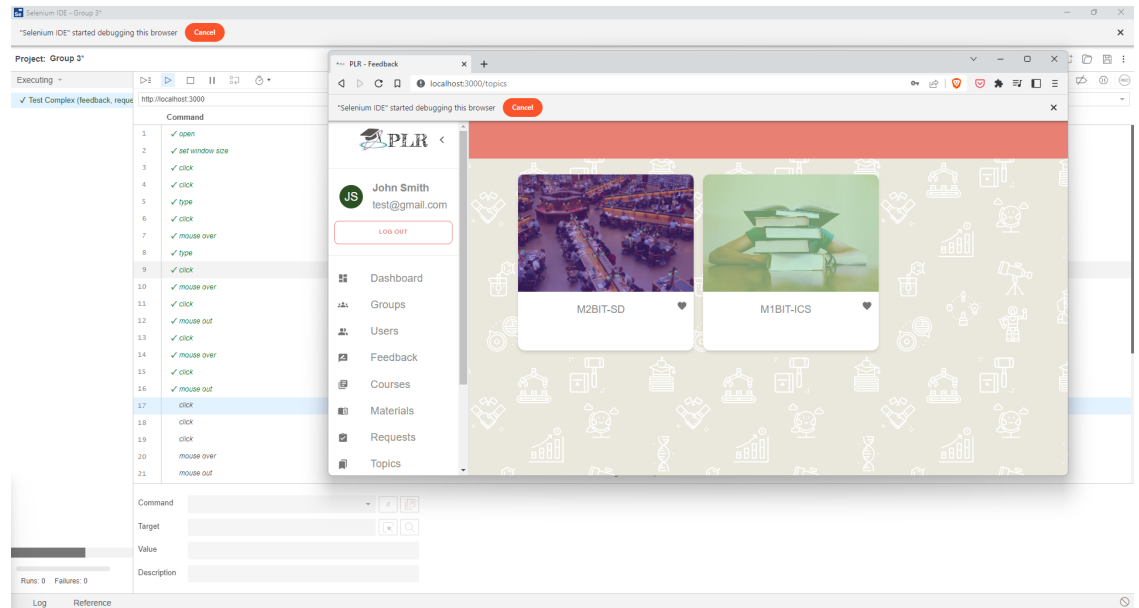 Selenium IDE - Group 3*
"Selenium IDE" started debugging this browser Cancel
Project: Group 3*
Executing
✓ Test Complex (feedback, reque
http://localhost:3000
Command
1 ✓ open
2 ✓ set window size
3 ✓ click
4 ✓ click
5 ✓ type
6 ✓ click
7 ✓ mouse over
8 ✓ type
9 ✓ click
10 ✓ mouse over
11 ✓ click
12 ✓ mouse out
13 ✓ click
14 ✓ mouse over
15 ✓ click
16 ✓ mouse out
17 click
18 click
19 click
20 mouse over
21 mouse out
PLR - Feedback
localhost:3000/topics
"Selenium IDE" started debugging this browser Cancel
PLR
JS
John Smith
test@gmail.com
LOG OUT
Dashboard
Groups
Users
Feedback
Courses
Materials
Requests
Topics
M2BIT-SD
M1BIT-ICS
Command
Target
Value
Description
Runs: 0 Failures: 0
Log Reference